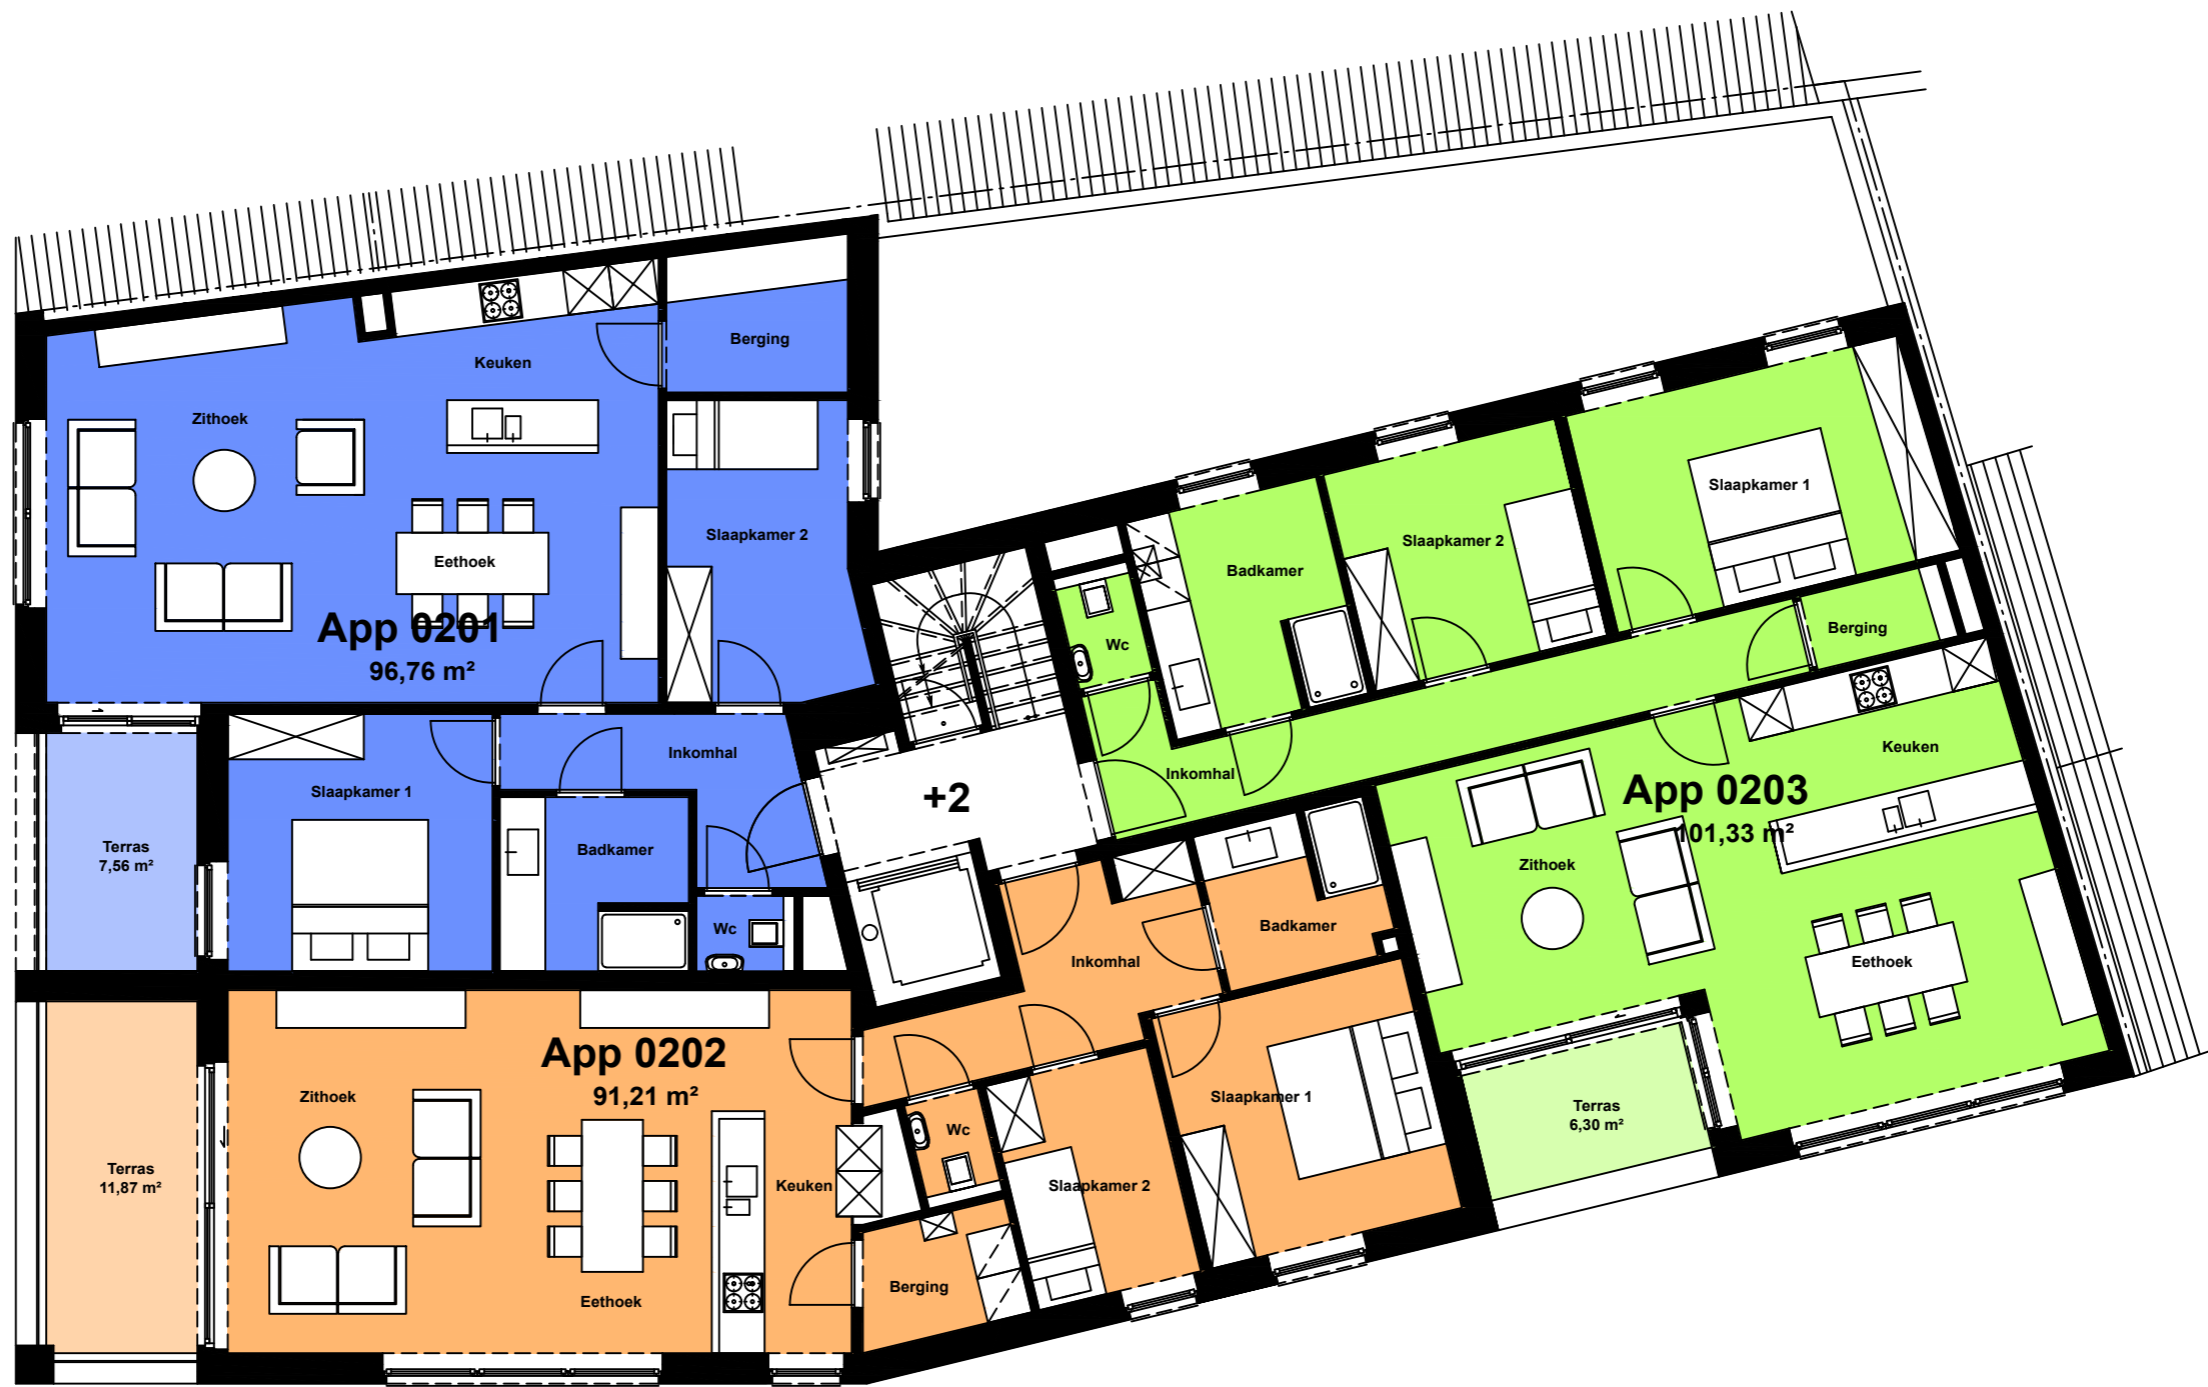 Berging
Keuken
Zithoek
Slaapkamer 2
Eethoek
App 0201
96,76 m²
Inkomhal
Slaapkamer 1
Badkamer
Terras
7,56 m²
Wc
+2
Slaapkamer 1
Slaapkamer 2
Badkamer
Wc
Berging
Inkomhal
Keuken
App 0203
101,33 m²
Zithoek
Eethoek
Terras
6,30 m²
Badkamer
Inkomhal
App 0202
91,21 m²
Zithoek
Slaapkamer 1
Wc
Terras
11,87 m²
Keuken
Slaapkamer 2
Berging
Eethoek